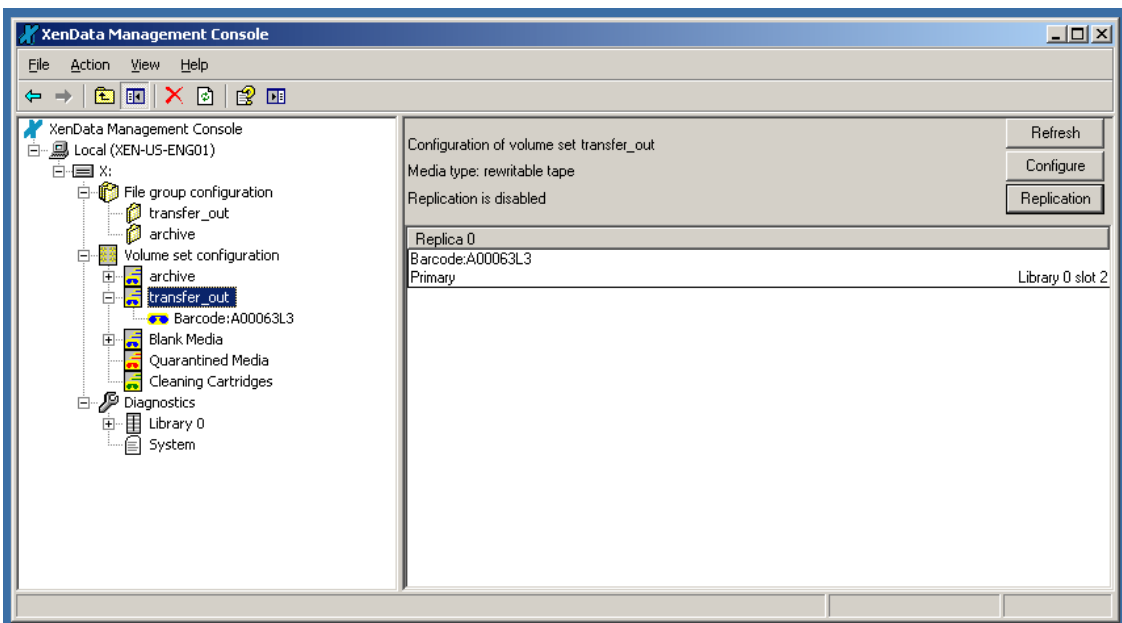 XenData Management Console
File Action View Help
XenData Management Console
Local (XEN-US-ENG01)
X:
File group configuration
transfer_out
archive
Volume set configuration
archive
transfer_out
Barcode:A00063L3
Blank Media
Quarantined Media
Cleaning Cartridges
Diagnostics
Library 0
System
Configuration of volume set transfer_out
Media type: rewritable tape
Replication is disabled
Refresh
Configure
Replication
Replica 0
Barcode:A00063L3
Primary Library 0 slot 2